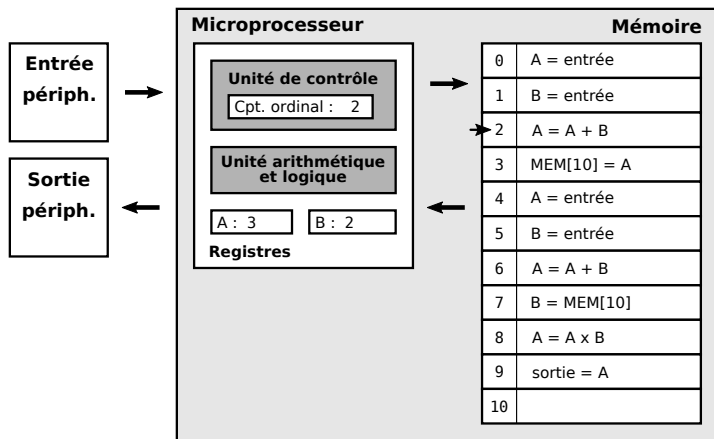 Microprocesseur
Mémoire
Entrée
périph.
Sortie
périph.
Unité de contrôle
Cpt. ordinal : 2
Unité arithmétique
et logique
A : 3
B : 2
Registres
0 A = entrée
1 B = entrée
2 A = A + B
3 MEM[10] = A
4 A = entrée
5 B = entrée
6 A = A + B
7 B = MEM[10]
8 A = A x B
9 sortie = A
10